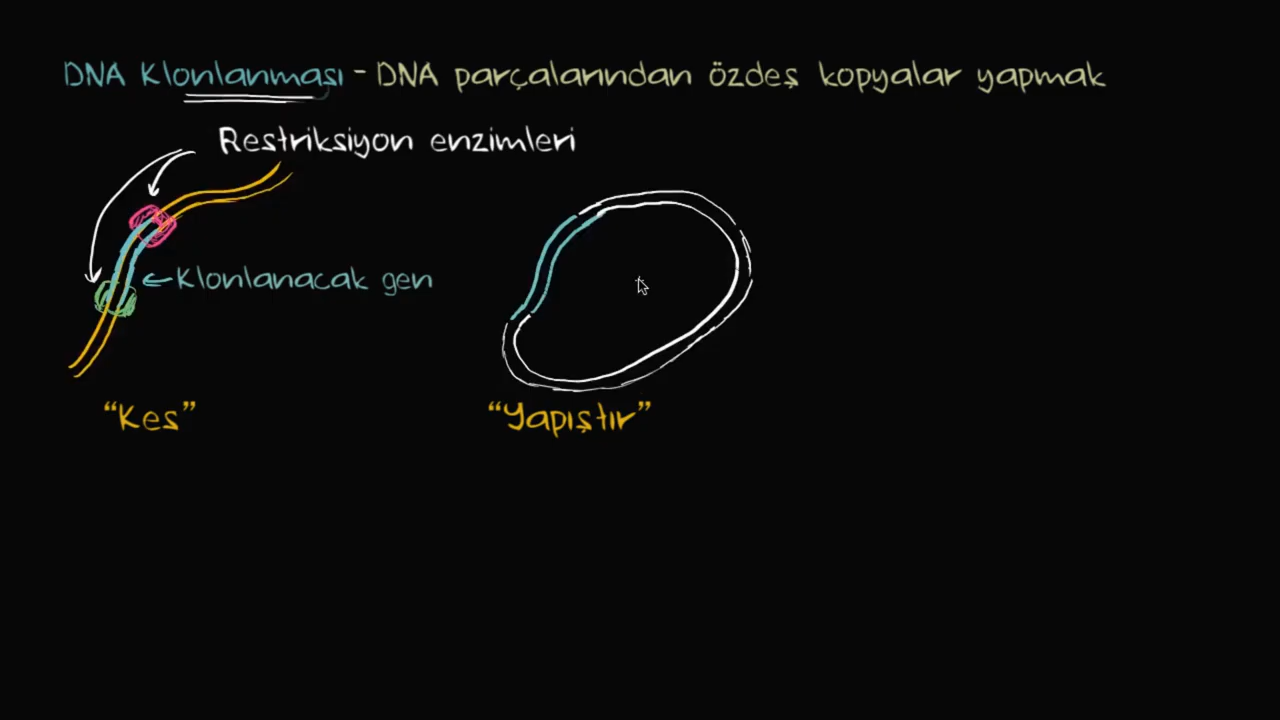 DNA Klonlanması - DNA parçalarından özdeş kopyalar yapmak
Restriksiyon enzimleri
←Klonlanacak gen
"Kes"
"Yapıştır"